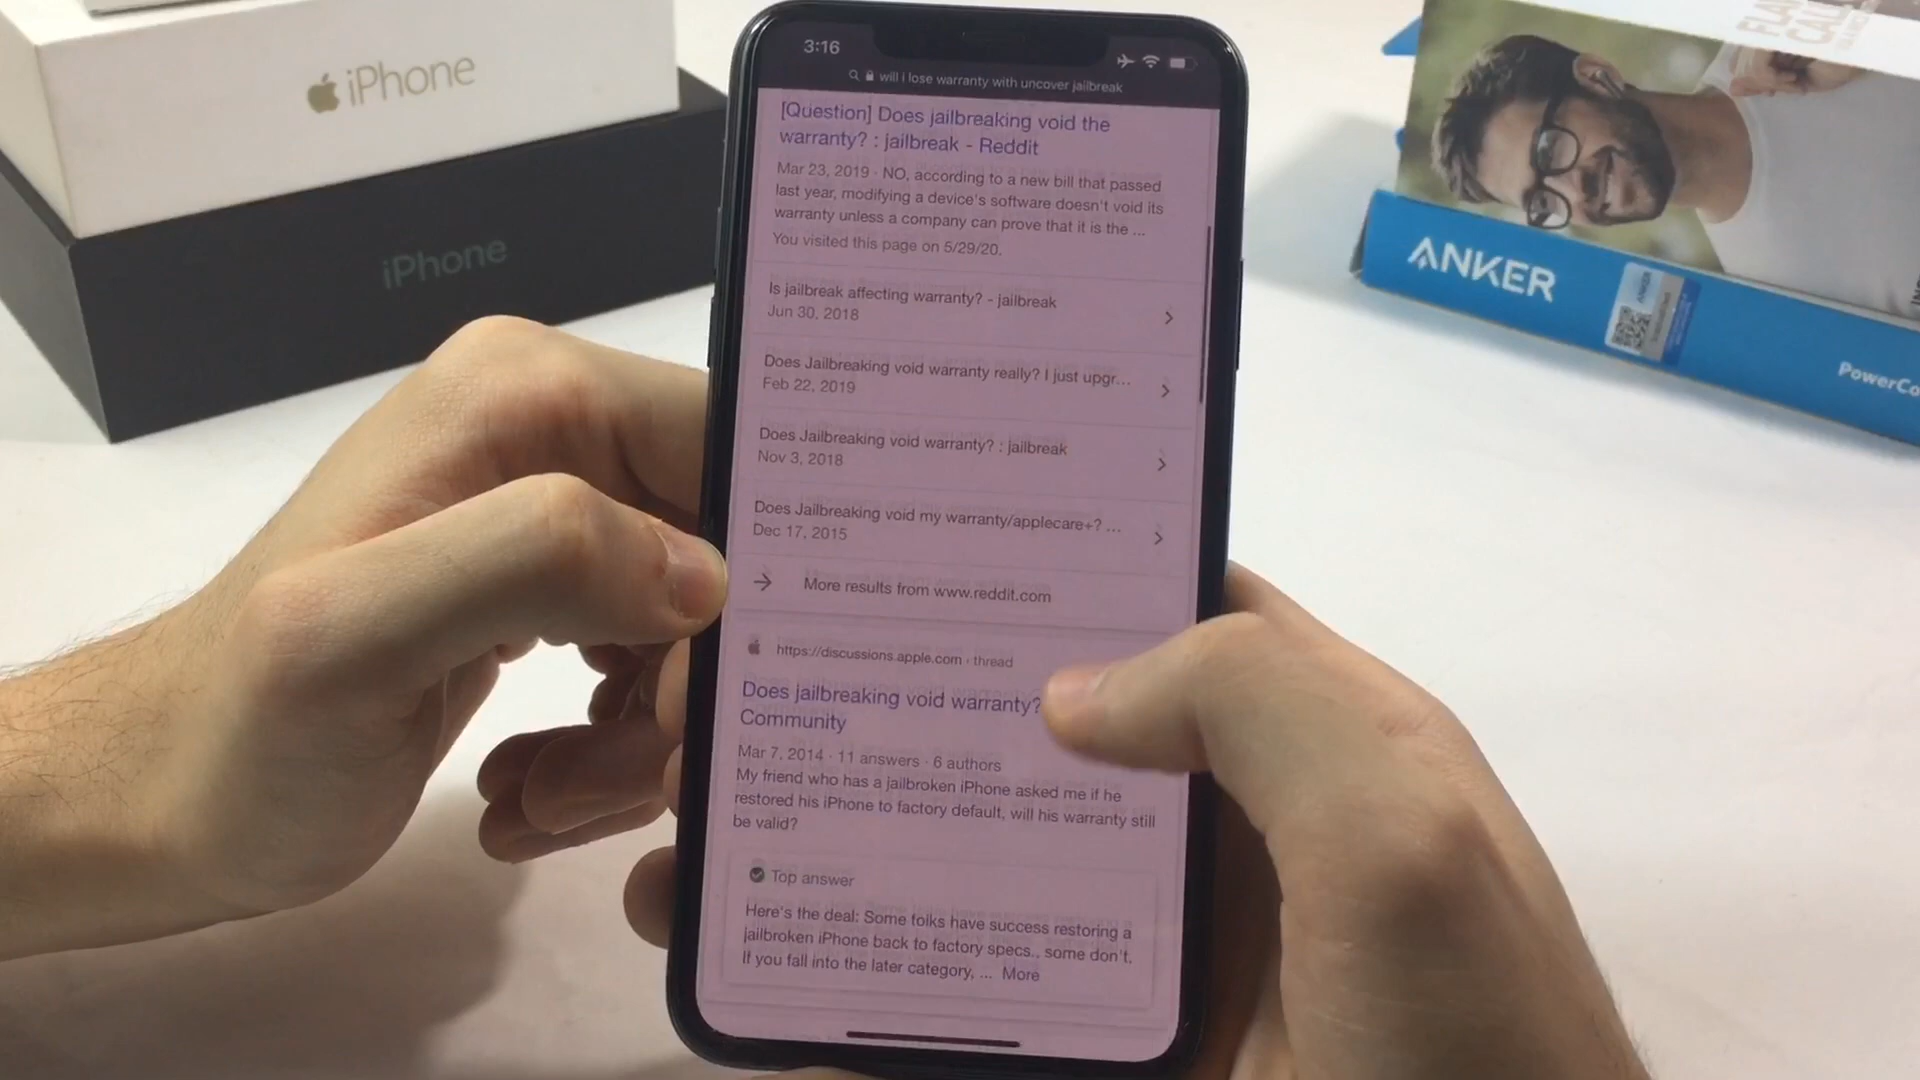 iPhone
iPhone
3:16
will i lose warranty with uncover jailbreak
[Question] Does jailbreaking void the
warranty? : jailbreak - Reddit
Mar 23, 2019 · NO, according to a new bill that passed
last year, modifying a device's software doesn't void its
warranty unless a company can prove that it is the ...
You visited this page on 5/29/20.
Is jailbreak affecting warranty? - jailbreak
Jun 30, 2018
Does Jailbreaking void warranty really? I just upgr...
Feb 22, 2019
Does Jailbreaking void warranty? : jailbreak
Nov 3, 2018
Does Jailbreaking void my warranty/applecare+? ...
Dec 17, 2015
More results from www.reddit.com
https://discussions.apple.com › thread
Does jailbreaking void warranty?
Community
Mar 7, 2014 · 11 answers · 6 authors
My friend who has a jailbroken iPhone asked me if he
restored his iPhone to factory default, will his warranty still
be valid?
Top answer
Here's the deal: Some folks have success restoring a
jailbroken iPhone back to factory specs., some don't.
If you fall into the later category, ... More
ANKER
ANKER
PowerCo